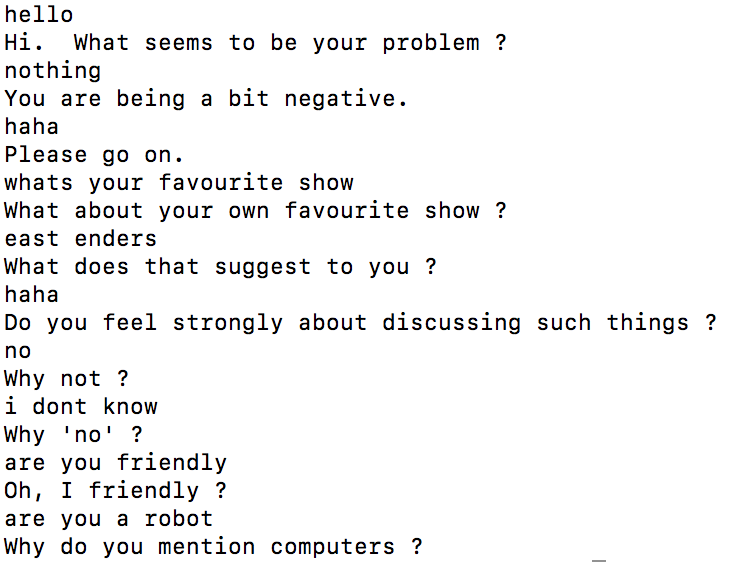 hello
Hi.  What seems to be your problem ?
nothing
You are being a bit negative.
haha
Please go on.
whats your favourite show
What about your own favourite show ?
east enders
What does that suggest to you ?
haha
Do you feel strongly about discussing such things ?
no
Why not ?
i dont know
Why 'no' ?
are you friendly
Oh, I friendly ?
are you a robot
Why do you mention computers ?